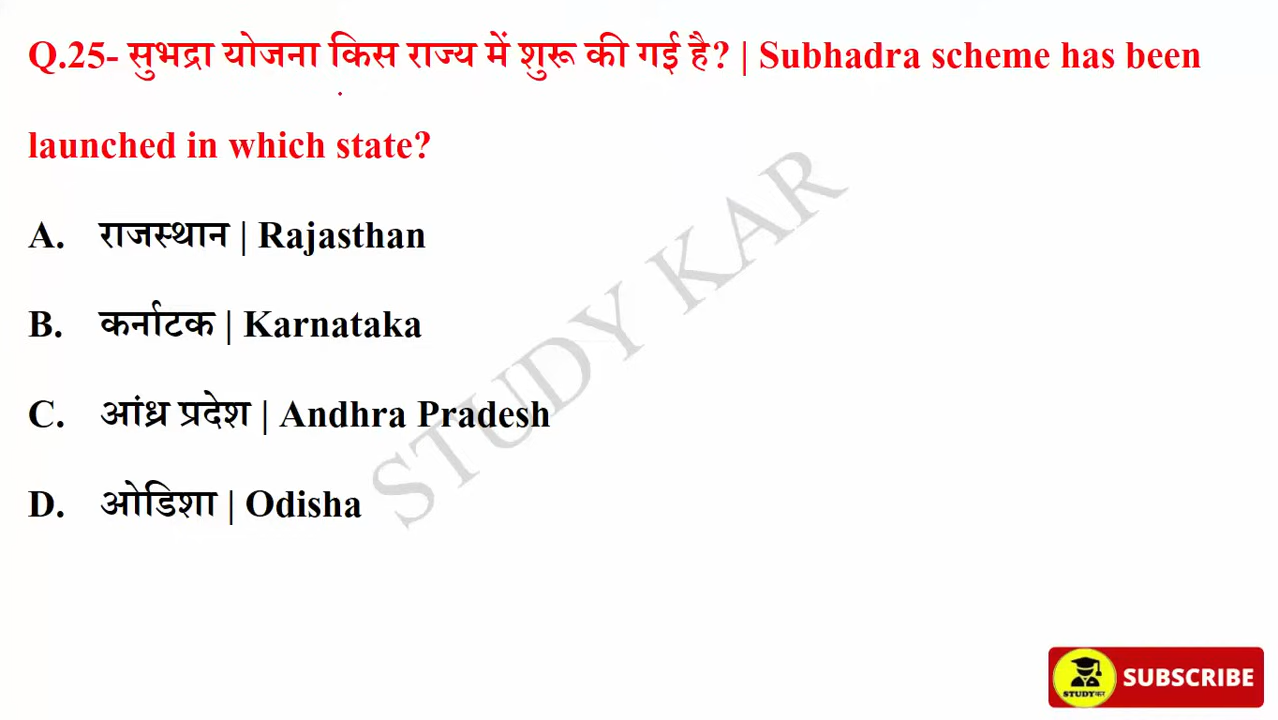 Q.25- सुभद्रा योजना किस राज्य में शुरू की गई है? | Subhadra scheme has been
launched in which state?
A. राजस्थान | Rajasthan
B. कर्नाटक | Karnataka
C. आंध्र प्रदेश | Andhra Pradesh
D. ओडिशा | Odisha
STUDY KAR
STUDYकर
SUBSCRIBE